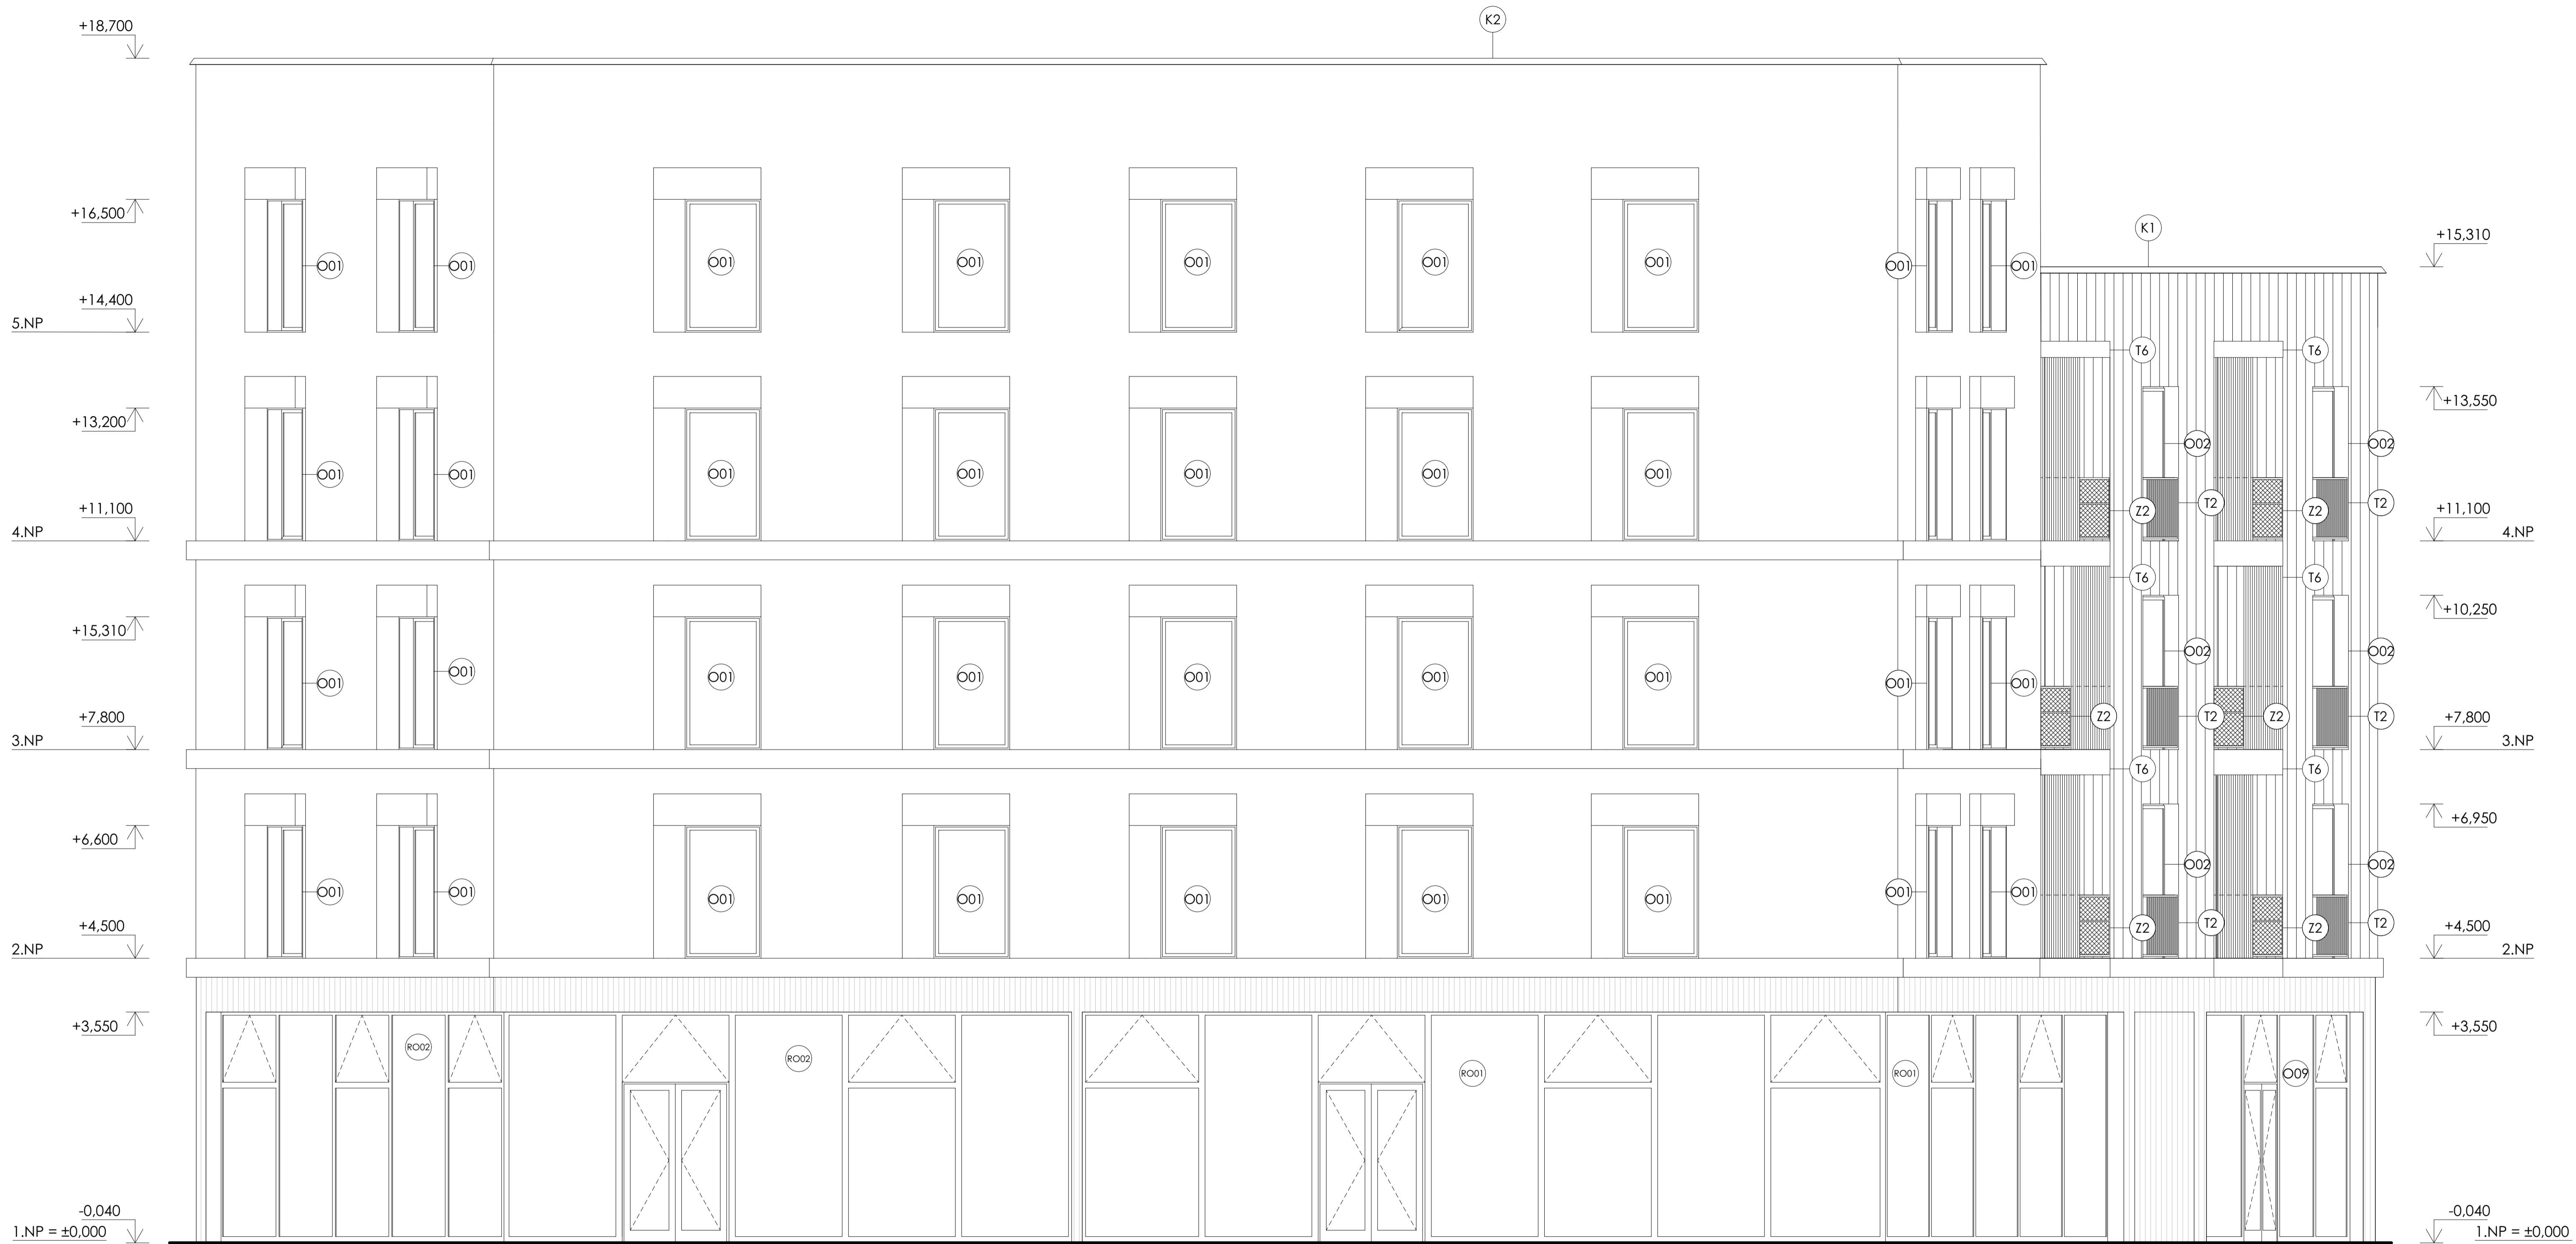 K2
+18,700
K1
+15,310
+16,500
O01 O01 O01 O01 O01 O01 O01 O01 O01
+14,400
5.NP
T6 T6
+13,200
+13,550
O02 O02
O01 O01 O01 O01 O01 O01 O01
+11,100
4.NP
Z2 T2 Z2 T2
+11,100
4.NP
T6 T6
+15,310
+10,250
O02 O02
O01 O01 O01 O01 O01 O01 O01 O01 O01
+7,800
3.NP
Z2 T2 Z2 T2
+7,800
3.NP
T6 T6
+6,600
+6,950
O02 O02
O01 O01 O01 O01 O01 O01 O01 O01 O01
+4,500
2.NP
Z2 T2 Z2 T2
+4,500
2.NP
+3,550
+3,550
RO02 RO02 RO01 RO01 O09
-0,040
1.NP = ±0,000
-0,040
1.NP = ±0,000